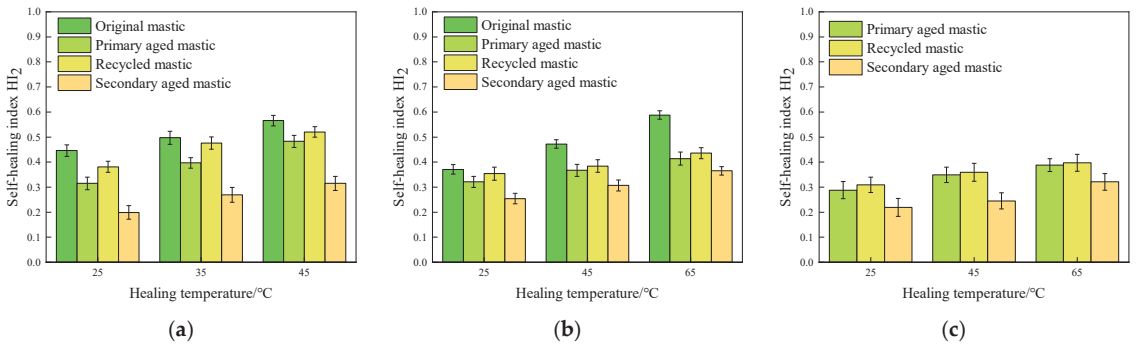 Self-healing index HI2
1.0
0.9
0.8
0.7
0.6
0.5
0.4
0.3
0.2
0.1
0.0
Original mastic
Primary aged mastic
Recycled mastic
Secondary aged mastic
25
35
45
Healing temperature/°C
(a)
Self-healing index HI2
1.0
0.9
0.8
0.7
0.6
0.5
0.4
0.3
0.2
0.1
0.0
Original mastic
Primary aged mastic
Recycled mastic
Secondary aged mastic
25
45
65
Healing temperature/°C
(b)
Self-healing index HI2
1.0
0.9
0.8
0.7
0.6
0.5
0.4
0.3
0.2
0.1
0.0
Primary aged mastic
Recycled mastic
Secondary aged mastic
25
45
65
Healing temperature/°C
(c)